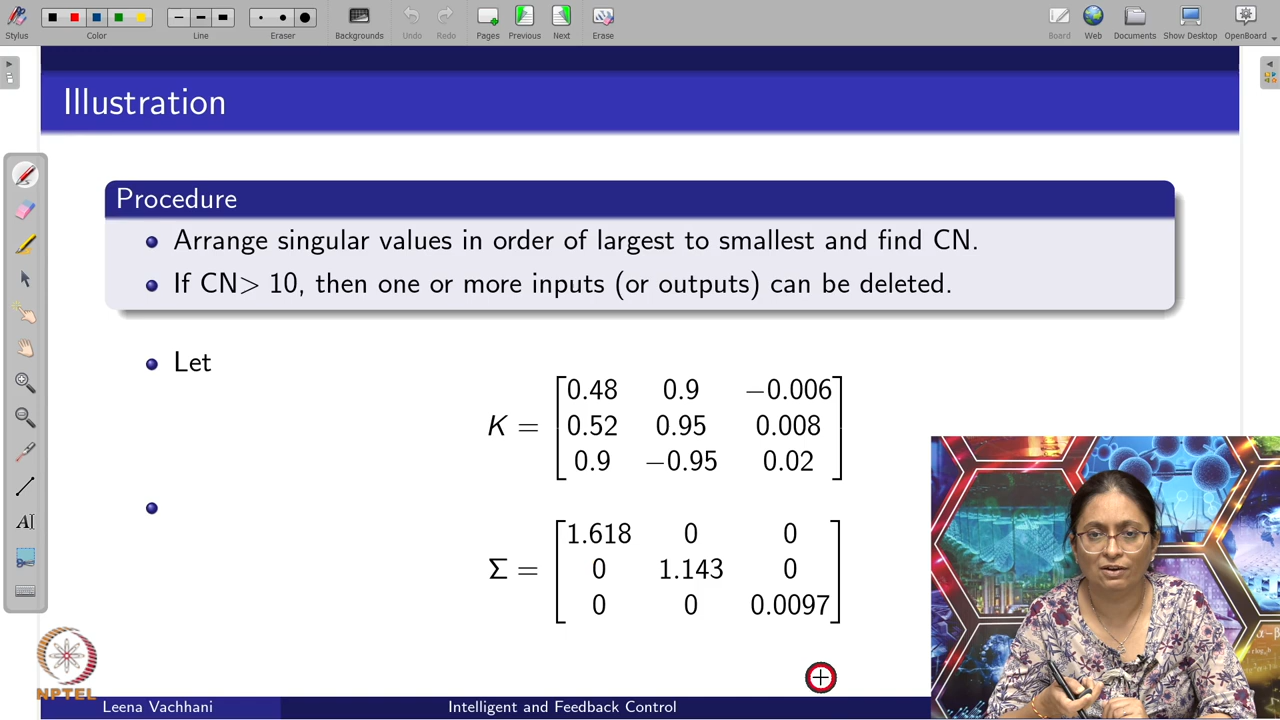 Stylus
Color
Line
Eraser
Backgrounds
Undo
Redo
Pages
Previous
Next
Erase
Board
Web
Documents
Show Desktop
OpenBoard
Illustration
Procedure
Arrange singular values in order of largest to smallest and find CN.
If CN> 10, then one or more inputs (or outputs) can be deleted.
Let
K = [0.48 0.9 −0.006
0.52 0.95 0.008
0.9 −0.95 0.02]
Σ = [1.618 0 0
0 1.143 0
0 0 0.0097]
NPTEL
Leena Vachhani
Intelligent and Feedback Control